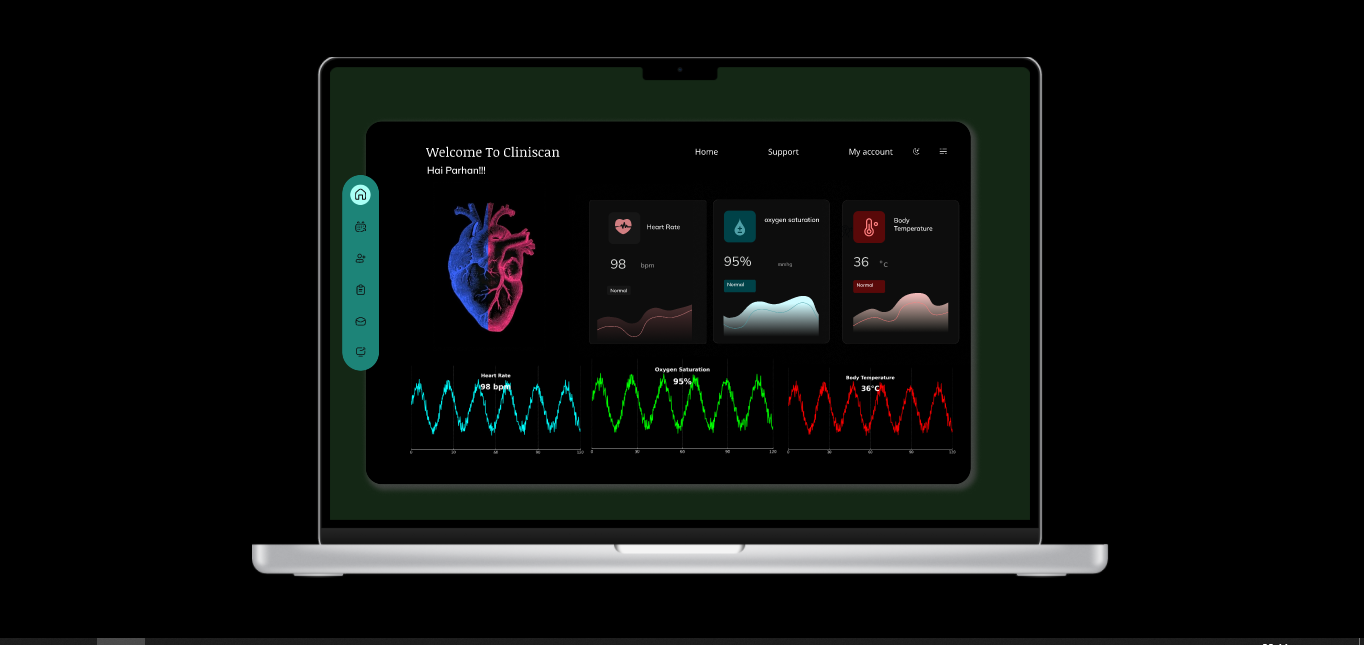 Welcome To Cliniscan
Home
Support
My account
Hai Parhan!!!
Heart Rate
98 bpm
Normal
oxygen saturation
95% mmhg
Normal
Body
Temperature
36 °C
Normal
Heart Rate
98 bpm
0 30 60 90 120
Oxygen Saturation
95%
0 30 60 90 120
Body Temperature
36°C
0 30 60 90 120